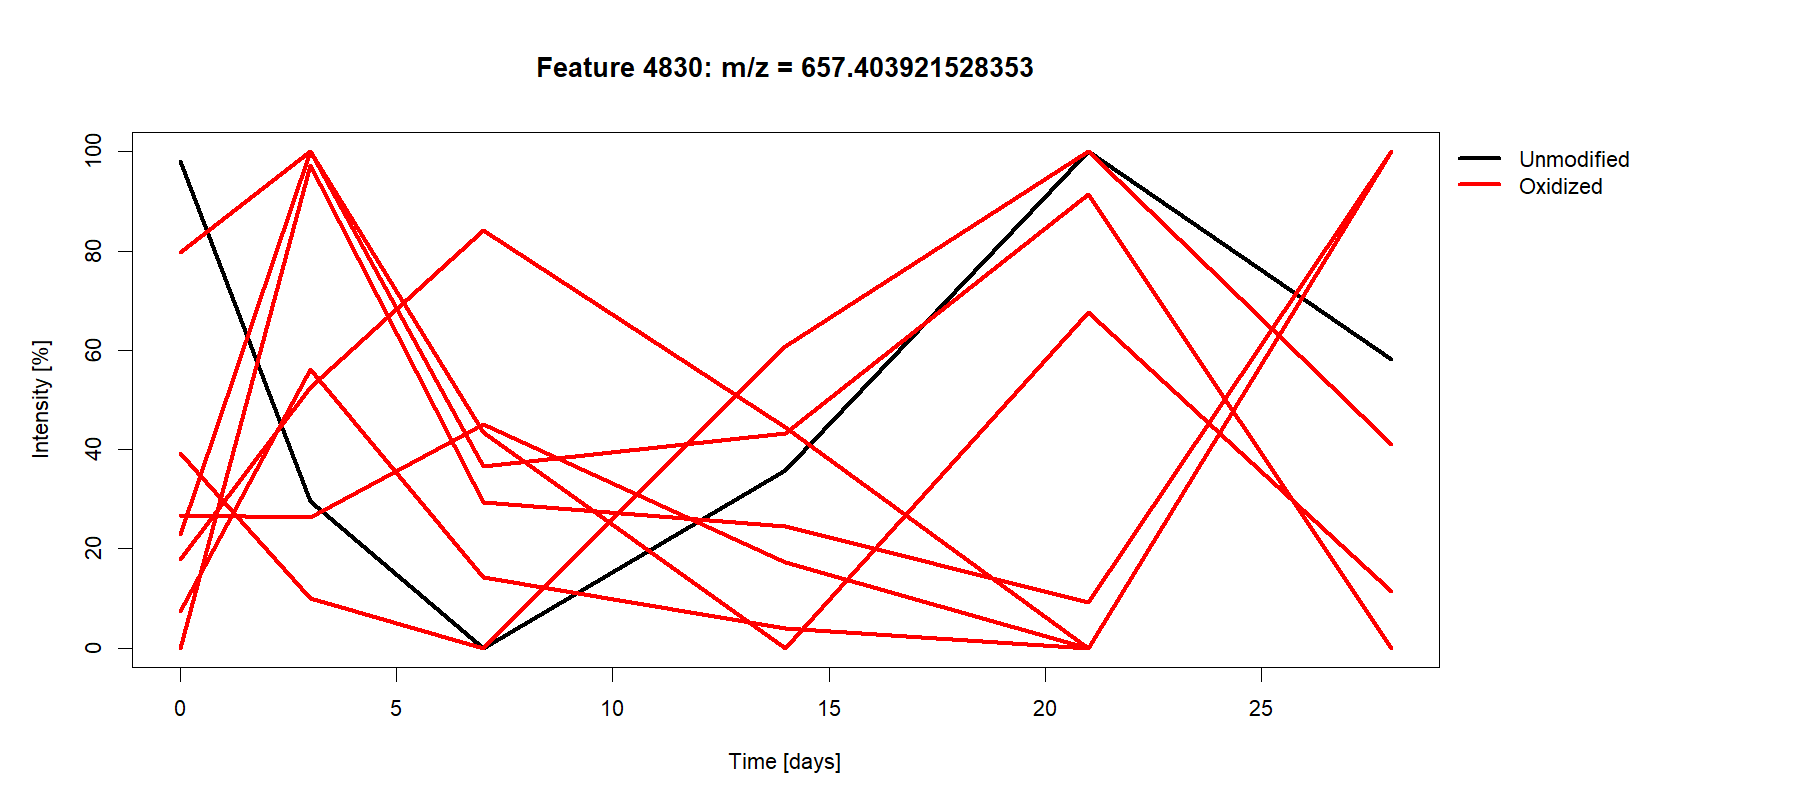 Feature 4830: m/z = 657.403921528353
Unmodified
Oxidized
Intensity [%]
100
80
60
40
20
0
0 5 10 15 20 25
Time [days]